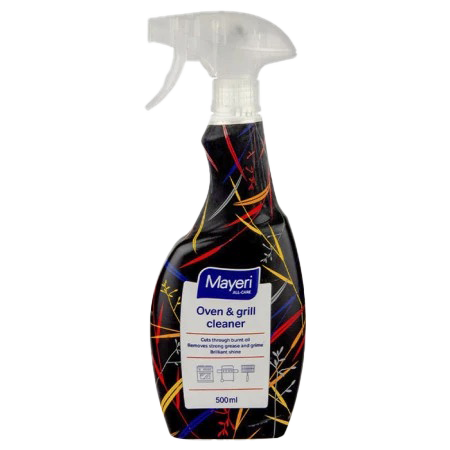 Mayeri
ALL-CARE
Oven & grill
cleaner
Cuts through burnt oil
Removes strong grease and grime
Brilliant shine
500ml